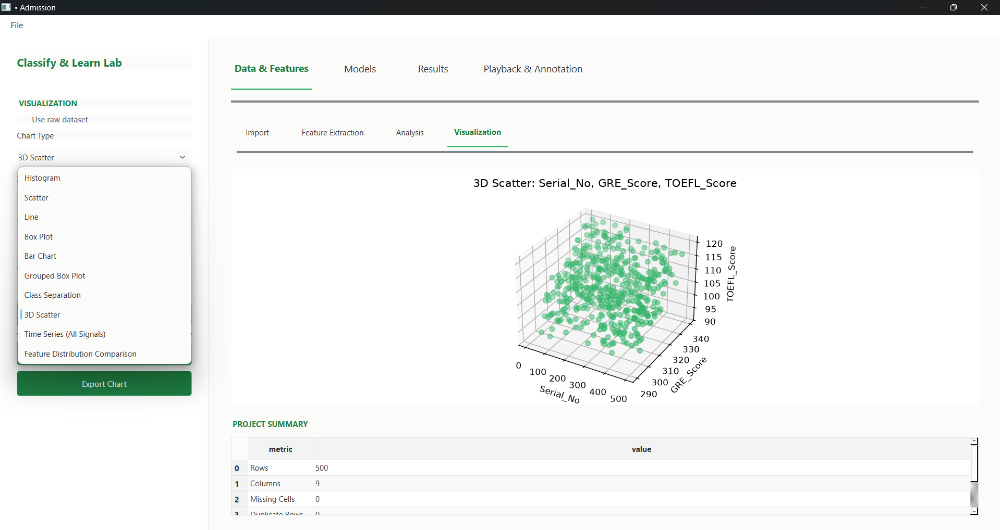 • Admission
File
Classify & Learn Lab
VISUALIZATION
Use raw dataset
Chart Type
3D Scatter
Histogram
Scatter
Line
Box Plot
Bar Chart
Grouped Box Plot
Class Separation
3D Scatter
Time Series (All Signals)
Feature Distribution Comparison
Export Chart
Data & Features
Models
Results
Playback & Annotation
Import
Feature Extraction
Analysis
Visualization
3D Scatter: Serial_No, GRE_Score, TOEFL_Score
120
115
110
105
100
95
90
TOEFL_Score
340
330
320
310
300
290
GRE_Score
0
100
200
300
400
500
Serial_No
PROJECT SUMMARY
metric value
0 Rows 500
1 Columns 9
2 Missing Cells 0
3 Duplicate Rows 0